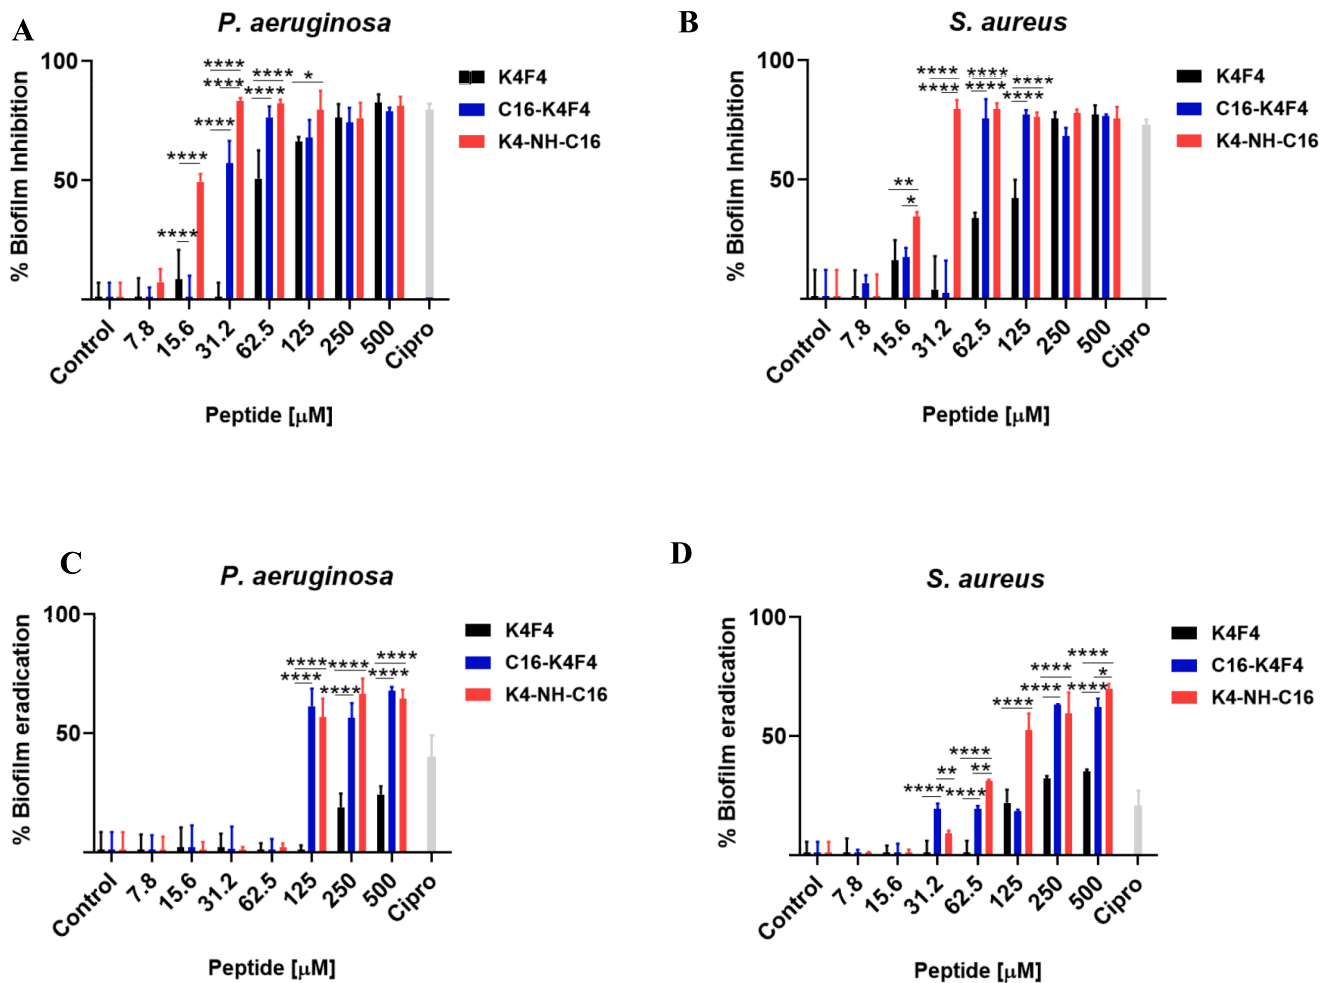 A
P. aeruginosa
% Biofilm Inhibition
100
50
**** **** * 
**** ****
****
****
****
K4F4
C16-K4F4
K4-NH-C16
Control 7.8 15.6 31.2 62.5 125 250 500 Cipro
Peptide [μM]
B
S. aureus
% Biofilm Inhibition
100
50
**** **** ****
**** **** ****
**
*
K4F4
C16-K4F4
K4-NH-C16
Control 7.8 15.6 31.2 62.5 125 250 500 Cipro
Peptide [μM]
C
P. aeruginosa
% Biofilm eradication
100
50
**** **** ****
**** **** ****
K4F4
C16-K4F4
K4-NH-C16
Control 7.8 15.6 31.2 62.5 125 250 500 Cipro
Peptide [μM]
D
S. aureus
% Biofilm eradication
100
50
**** ****
*
**** **** ****
****
** **
**** ****
K4F4
C16-K4F4
K4-NH-C16
Control 7.8 15.6 31.2 62.5 125 250 500 Cipro
Peptide [μM]